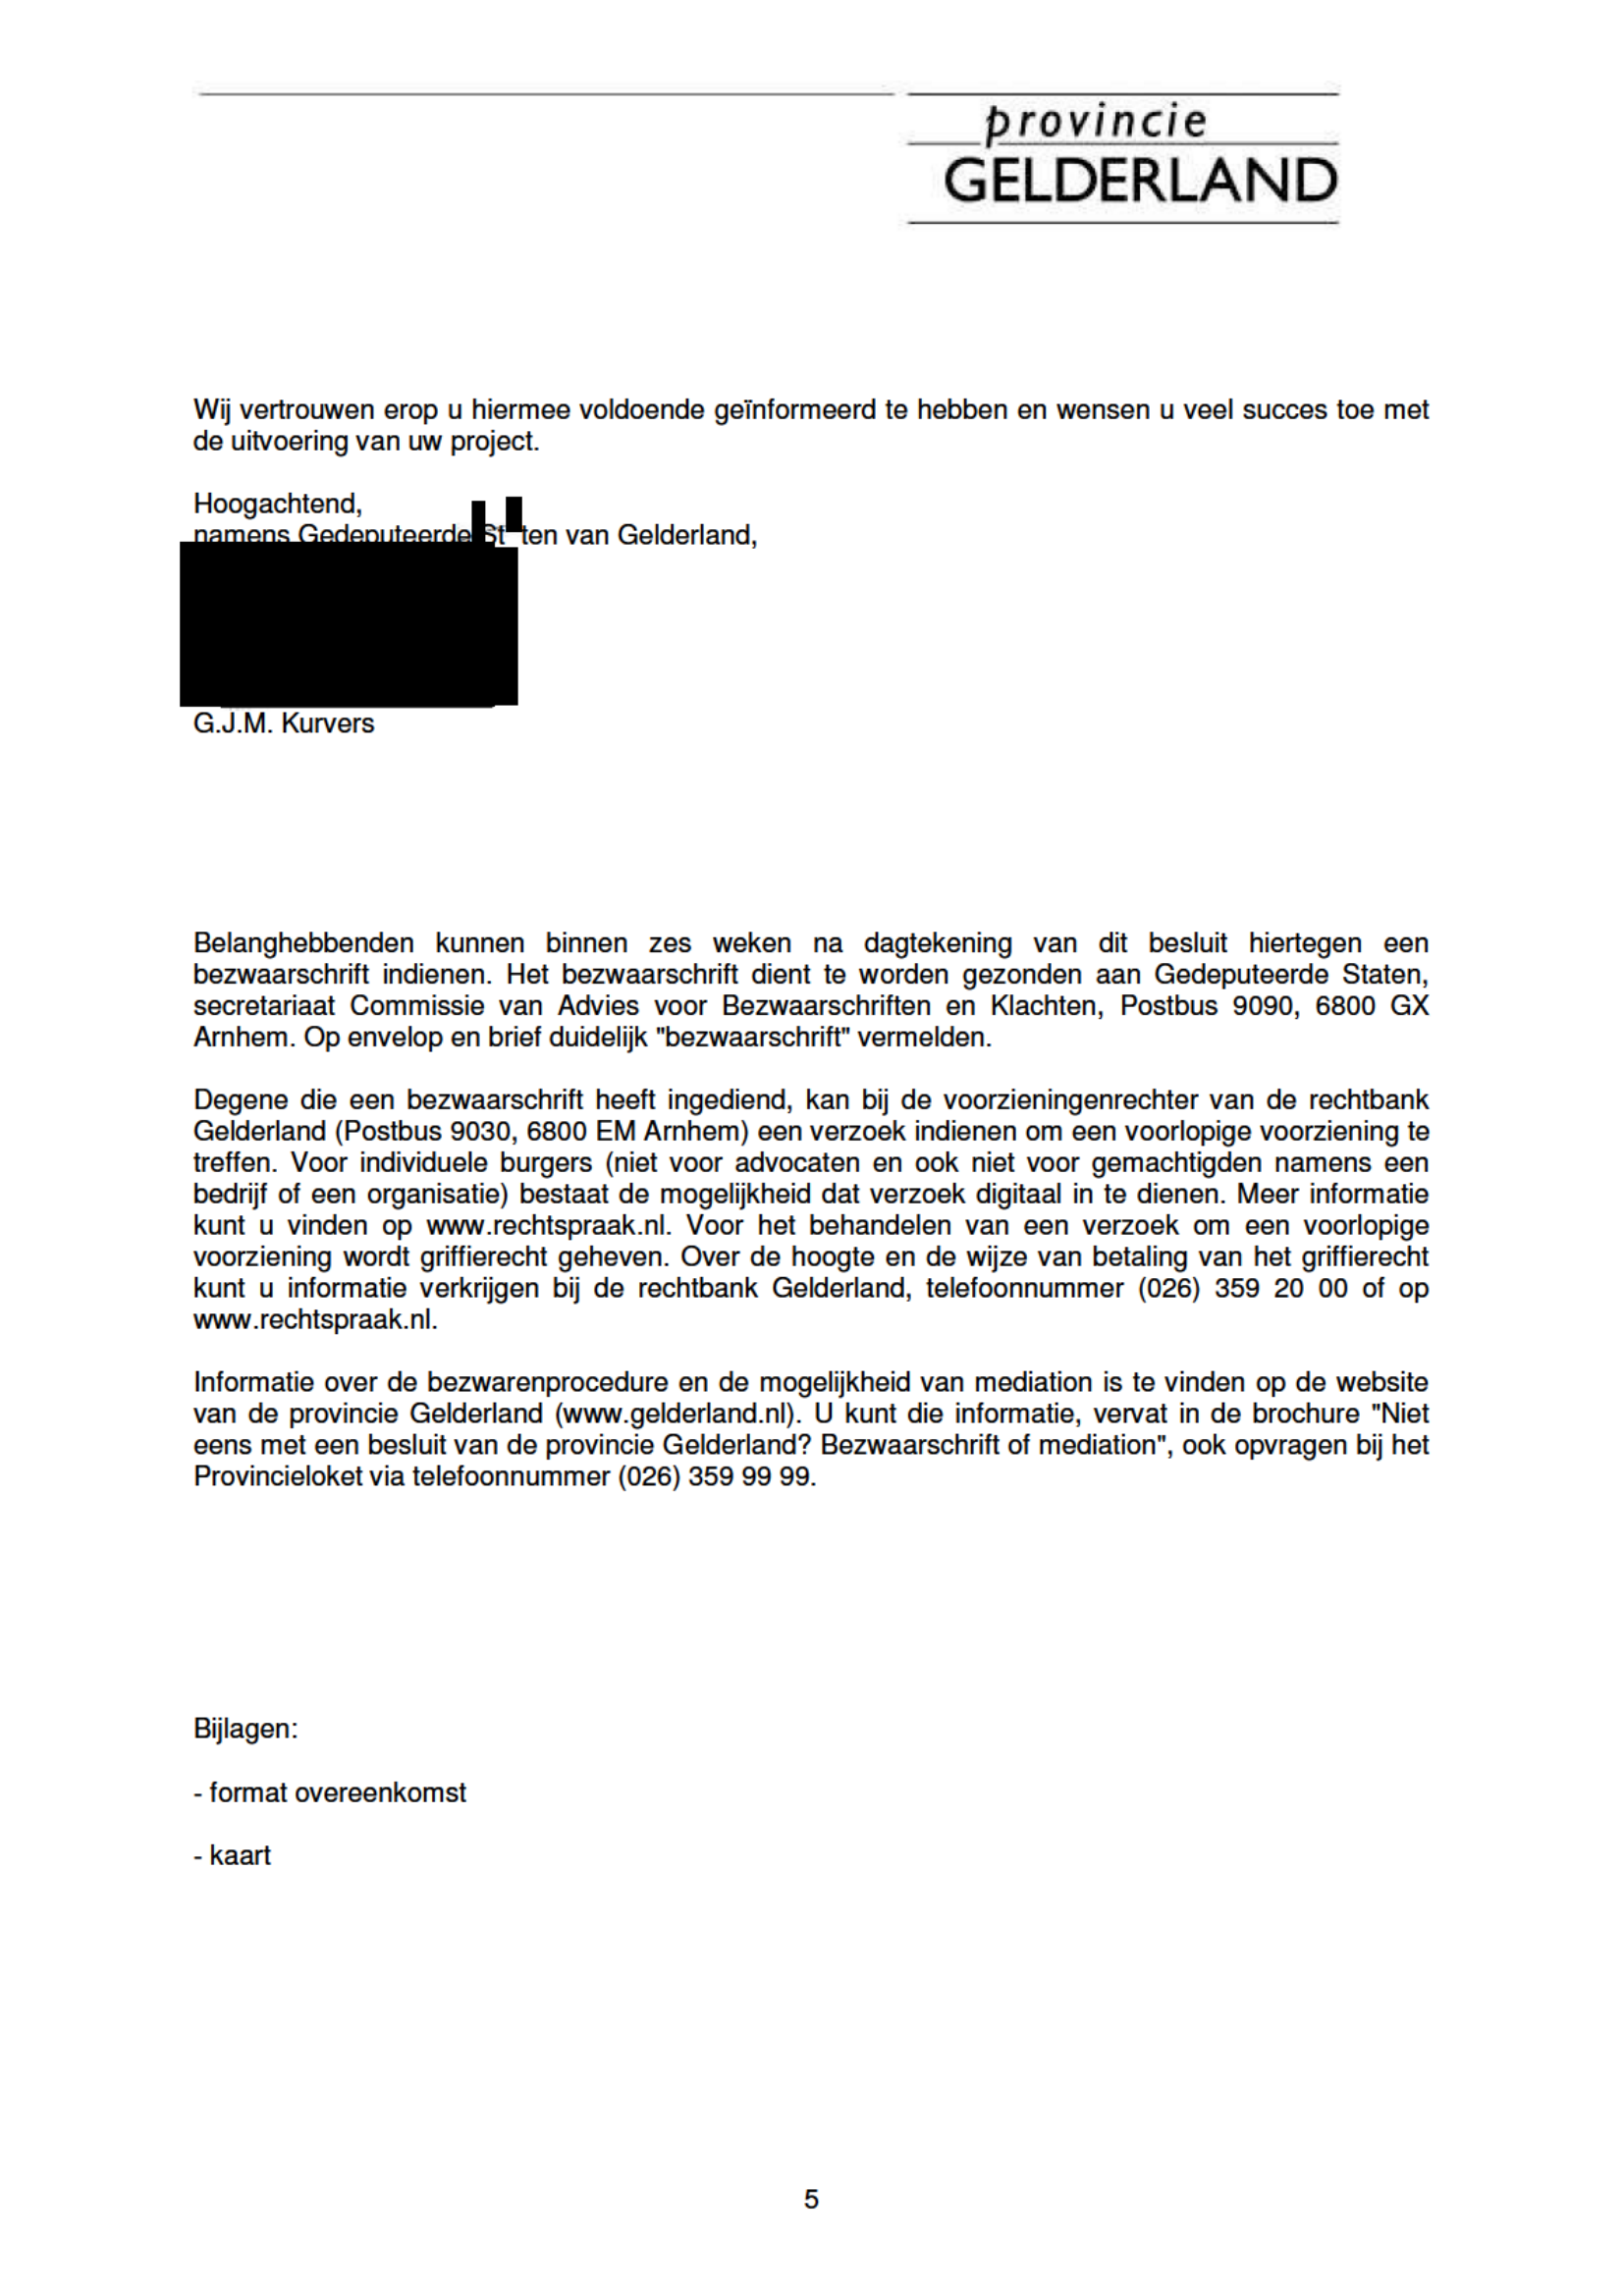 provincie
GELDERLAND
Wij vertrouwen erop u hiermee voldoende geïnformeerd te hebben en wensen u veel succes toe met
de uitvoering van uw project.
Hoogachtend,
namens Gedeputeerde St ten van Gelderland,
G.J.M. Kurvers
Belanghebbenden kunnen binnen zes weken na dagtekening van dit besluit hiertegen een
bezwaarschrift indienen. Het bezwaarschrift dient te worden gezonden aan Gedeputeerde Staten,
secretariaat Commissie van Advies voor Bezwaarschriften en Klachten, Postbus 9090, 6800 GX
Arnhem. Op envelop en brief duidelijk "bezwaarschrift" vermelden.
Degene die een bezwaarschrift heeft ingediend, kan bij de voorzieningenrechter van de rechtbank
Gelderland (Postbus 9030, 6800 EM Arnhem) een verzoek indienen om een voorlopige voorziening te
treffen. Voor individuele burgers (niet voor advocaten en ook niet voor gemachtigden namens een
bedrijf of een organisatie) bestaat de mogelijkheid dat verzoek digitaal in te dienen. Meer informatie
kunt u vinden op www.rechtspraak.nl. Voor het behandelen van een verzoek om een voorlopige
voorziening wordt griffierecht geheven. Over de hoogte en de wijze van betaling van het griffierecht
kunt u informatie verkrijgen bij de rechtbank Gelderland, telefoonnummer (026) 359 20 00 of op
www.rechtspraak.nl.
Informatie over de bezwarenprocedure en de mogelijkheid van mediation is te vinden op de website
van de provincie Gelderland (www.gelderland.nl). U kunt die informatie, vervat in de brochure "Niet
eens met een besluit van de provincie Gelderland? Bezwaarschrift of mediation", ook opvragen bij het
Provincieloket via telefoonnummer (026) 359 99 99.
Bijlagen:
- format overeenkomst
- kaart
5